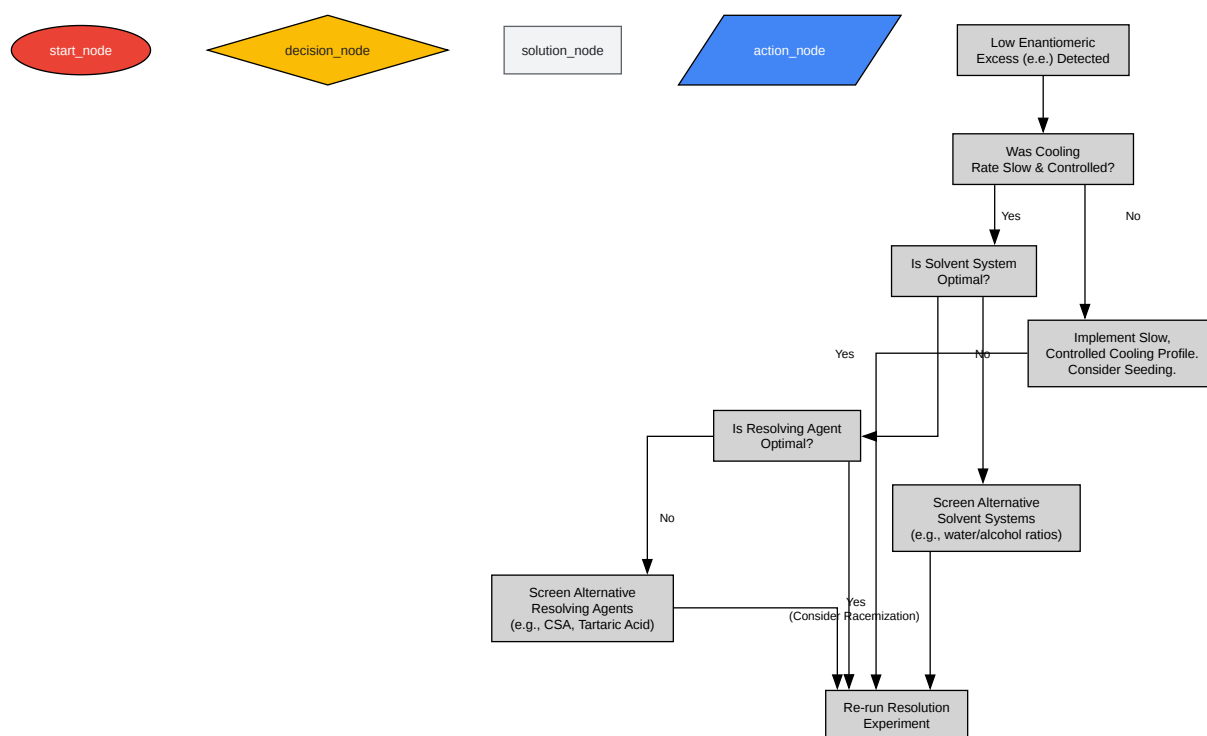 start_node
decision_node
solution_node
action_node
Low Enantiomeric
Excess (e.e.) Detected
Was Cooling
Rate Slow & Controlled?
Yes
No
Is Solvent System
Optimal?
Implement Slow,
Controlled Cooling Profile.
Consider Seeding.
Yes
No
Is Resolving Agent
Optimal?
Screen Alternative
Solvent Systems
(e.g., water/alcohol ratios)
No
Screen Alternative
Resolving Agents
(e.g., CSA, Tartaric Acid)
Yes
(Consider Racemization)
Re-run Resolution
Experiment